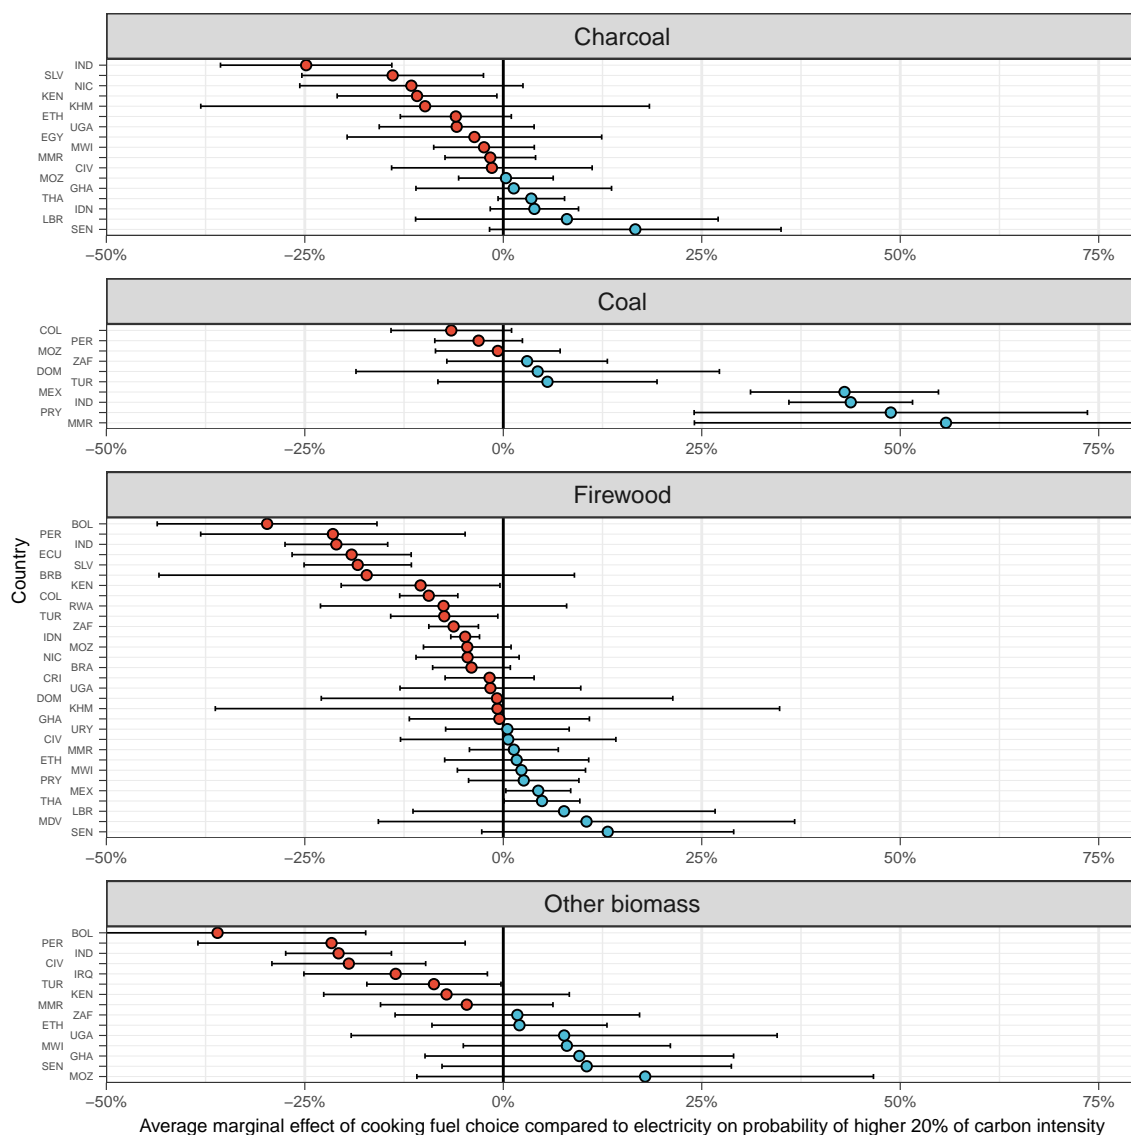 Charcoal
IND
SLV
NIC
KEN
KHM
ETH
UGA
EGY
MWI
MMR
CIV
MOZ
GHA
THA
IDN
LBR
SEN
−50% −25% 0% 25% 50% 75%
Coal
COL
PER
MOZ
ZAF
DOM
TUR
MEX
IND
PRY
MMR
−50% −25% 0% 25% 50% 75%
Firewood
BOL
PER
IND
ECU
SLV
BRB
KEN
COL
RWA
TUR
ZAF
IDN
MOZ
NIC
BRA
CRI
UGA
DOM
KHM
GHA
URY
CIV
MMR
ETH
MWI
PRY
MEX
THA
LBR
MDV
SEN
−50% −25% 0% 25% 50% 75%
Country
Other biomass
BOL
PER
IND
CIV
IRQ
TUR
KEN
MMR
ZAF
ETH
UGA
MWI
GHA
SEN
MOZ
−50% −25% 0% 25% 50% 75%
Average marginal effect of cooking fuel choice compared to electricity on probability of higher 20% of carbon intensity